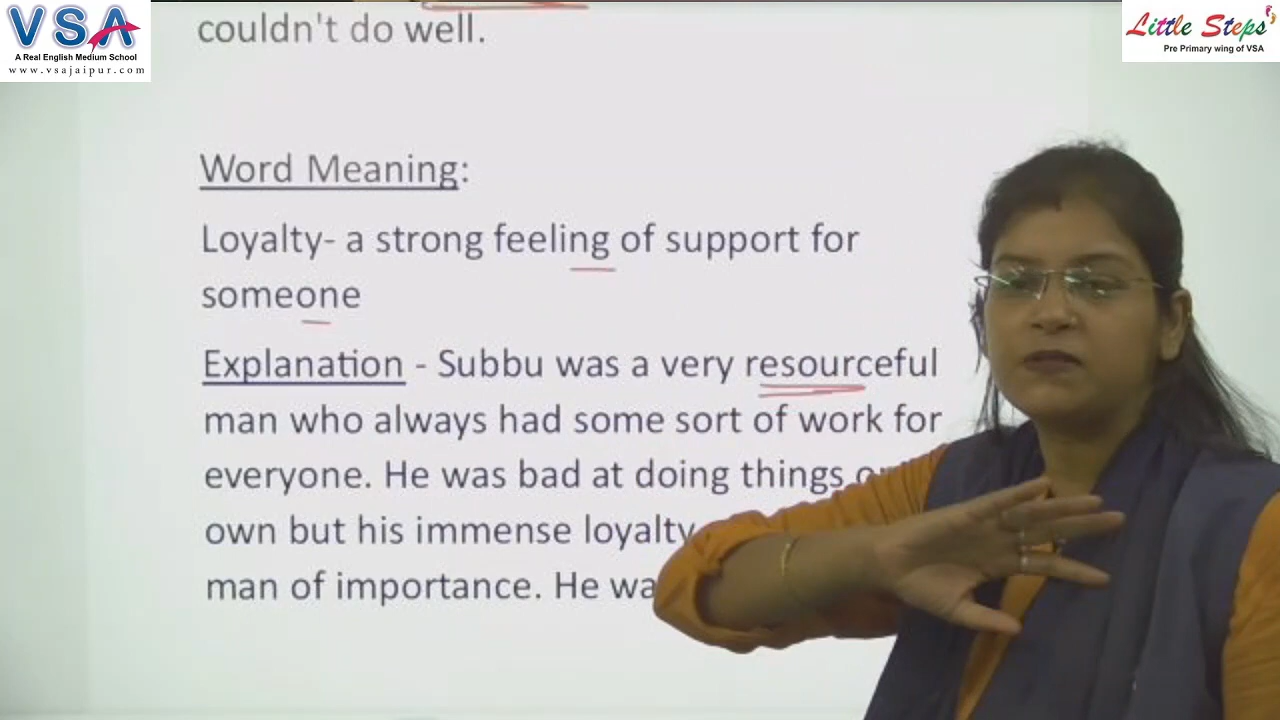 VSA
A Real English Medium School
www.vsajaipur.com
Little Steps
Pre Primary wing of VSA
couldn't do well.
Word Meaning:
Loyalty- a strong feeling of support for
someone
Explanation - Subbu was a very resourceful
man who always had some sort of work for
everyone. He was bad at doing things
own but his immense loyalty
man of importance. He